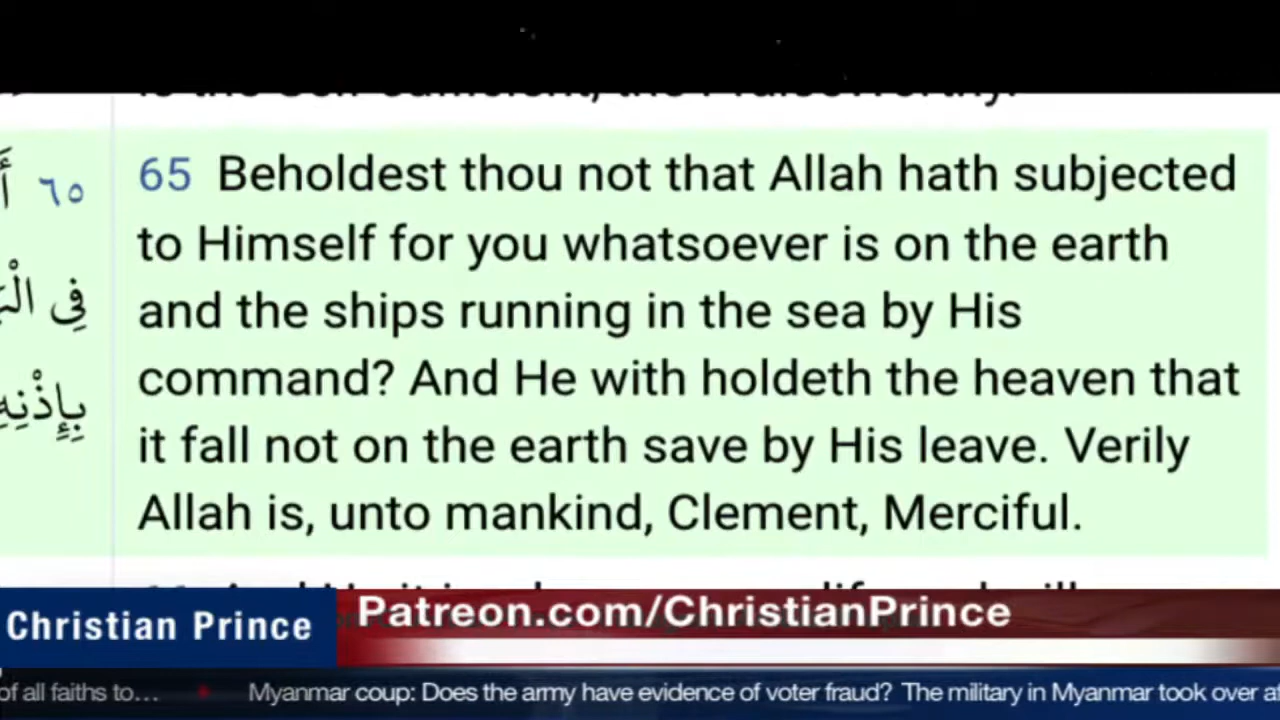 ٦٥
فِي
بِإِذْنِهِ
65 Beholdest thou not that Allah hath subjected
to Himself for you whatsoever is on the earth
and the ships running in the sea by His
command? And He with holdeth the heaven that
it fall not on the earth save by His leave. Verily
Allah is, unto mankind, Clement, Merciful.
Christian Prince
Patreon.com/ChristianPrince
of all faiths to… • Myanmar coup: Does the army have evidence of voter fraud? The military in Myanmar took over